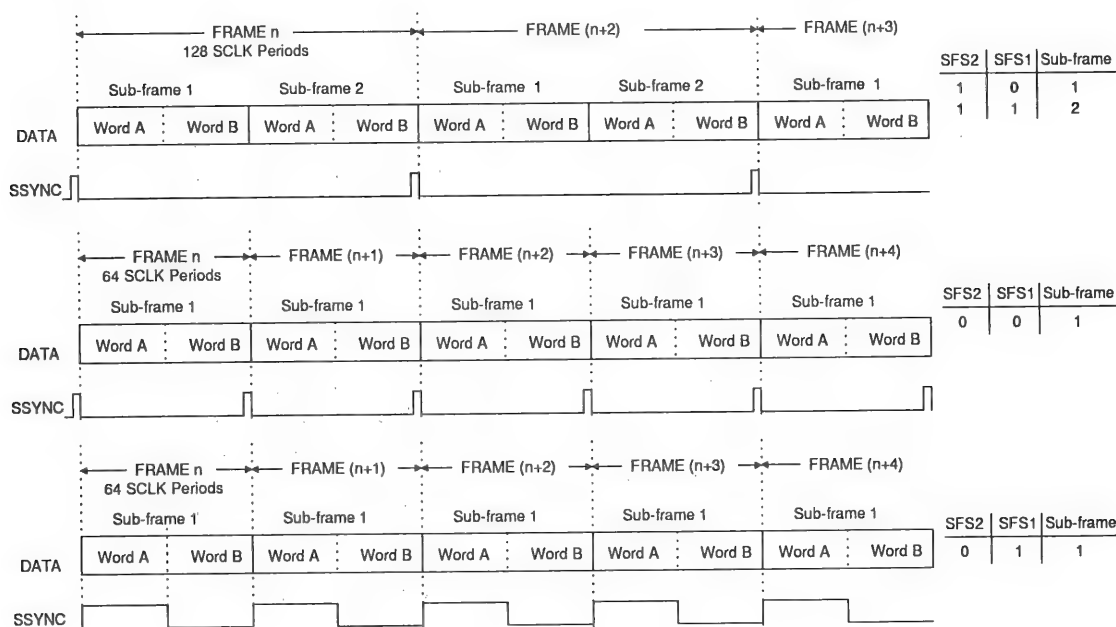 FRAME n FRAME (n+2) FRAME (n+3)
128 SCLK Periods
SFS2 SFS1 Sub-frame
Sub-frame 1 Sub-frame 2 Sub-frame 1 Sub-frame 2 Sub-frame 1
1 0 1
1 1 2
DATA Word A Word B Word A Word B Word A Word B Word A Word B Word A Word B
SSYNC
FRAME n FRAME (n+1) FRAME (n+2) FRAME (n+3) FRAME (n+4)
64 SCLK Periods
SFS2 SFS1 Sub-frame
Sub-frame 1 Sub-frame 1 Sub-frame 1 Sub-frame 1 Sub-frame 1
0 0 1
DATA Word A Word B Word A Word B Word A Word B Word A Word B Word A Word B
SSYNC
FRAME n FRAME (n+1) FRAME (n+2) FRAME (n+3) FRAME (n+4)
64 SCLK Periods
Sub-frame 1 Sub-frame 1 Sub-frame 1 Sub-frame 1 Sub-frame 1
SFS2 SFS1 Sub-frame
0 1 1
DATA Word A Word B Word A Word B Word A Word B Word A Word B Word A Word B
SSYNC